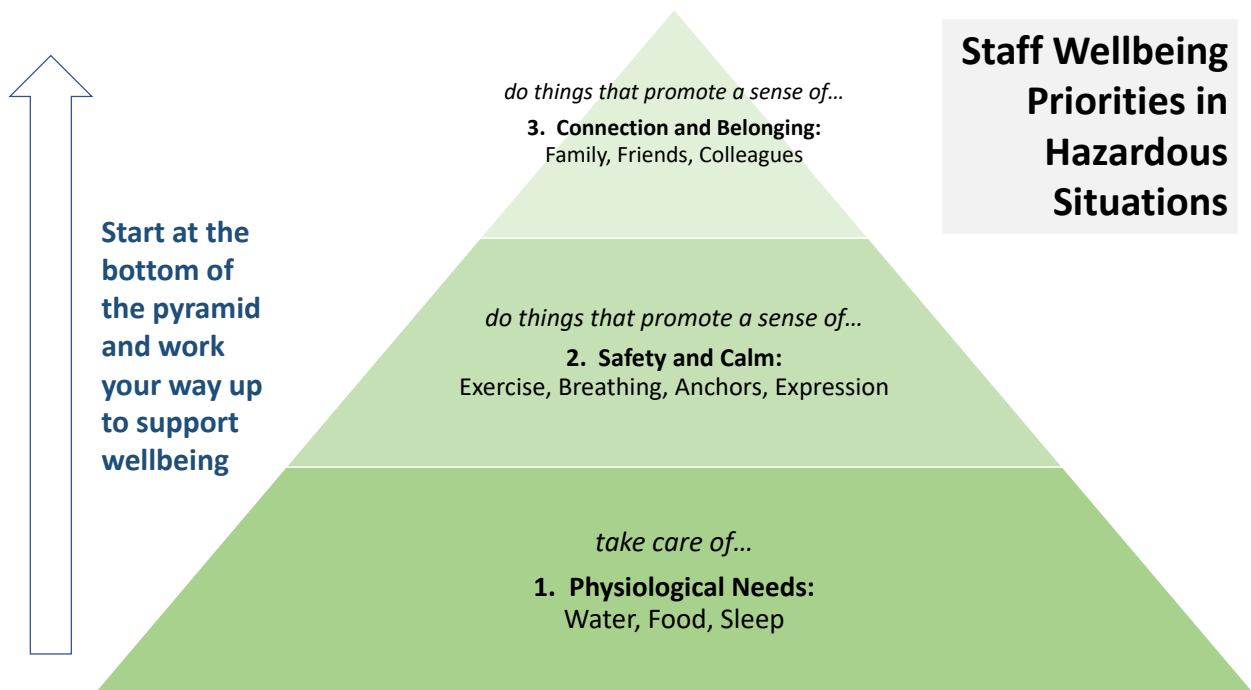 Staff Wellbeing
Priorities in
Hazardous
Situations
Start at the
bottom of
the pyramid
and work
your way up
to support
wellbeing
do things that promote a sense of…
3. Connection and Belonging:
Family, Friends, Colleagues
do things that promote a sense of…
2. Safety and Calm:
Exercise, Breathing, Anchors, Expression
take care of…
1. Physiological Needs:
Water, Food, Sleep